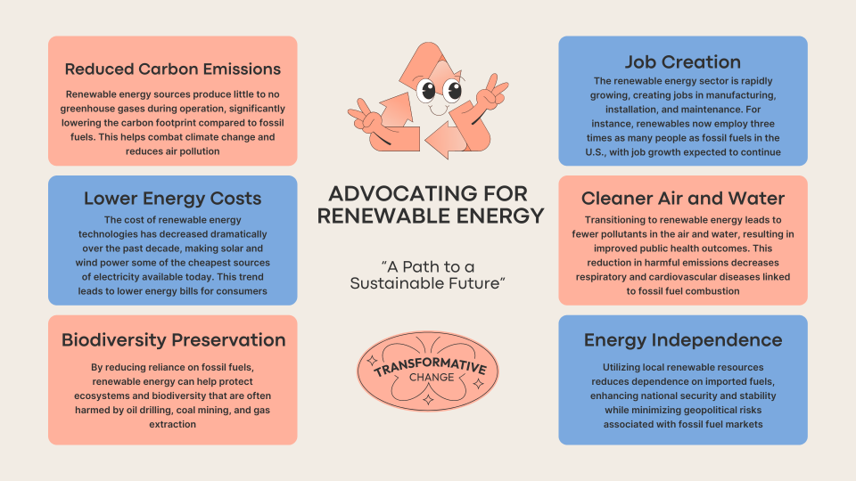 Reduced Carbon Emissions
Renewable energy sources produce little to no
greenhouse gases during operation, significantly
lowering the carbon footprint compared to fossil
fuels. This helps combat climate change and
reduces air pollution
Lower Energy Costs
The cost of renewable energy
technologies has decreased dramatically
over the past decade, making solar and
wind power some of the cheapest sources
of electricity available today. This trend
leads to lower energy bills for consumers
Biodiversity Preservation
By reducing reliance on fossil fuels,
renewable energy can help protect
ecosystems and biodiversity that are often
harmed by oil drilling, coal mining, and gas
extraction
ADVOCATING FOR
RENEWABLE ENERGY
“A Path to a
Sustainable Future”
TRANSFORMATIVE
CHANGE
Job Creation
The renewable energy sector is rapidly
growing, creating jobs in manufacturing,
installation, and maintenance. For
instance, renewables now employ three
times as many people as fossil fuels in the
U.S., with job growth expected to continue
Cleaner Air and Water
Transitioning to renewable energy leads to
fewer pollutants in the air and water, resulting in
improved public health outcomes. This
reduction in harmful emissions decreases
respiratory and cardiovascular diseases linked
to fossil fuel combustion
Energy Independence
Utilizing local renewable resources
reduces dependence on imported fuels,
enhancing national security and stability
while minimizing geopolitical risks
associated with fossil fuel markets